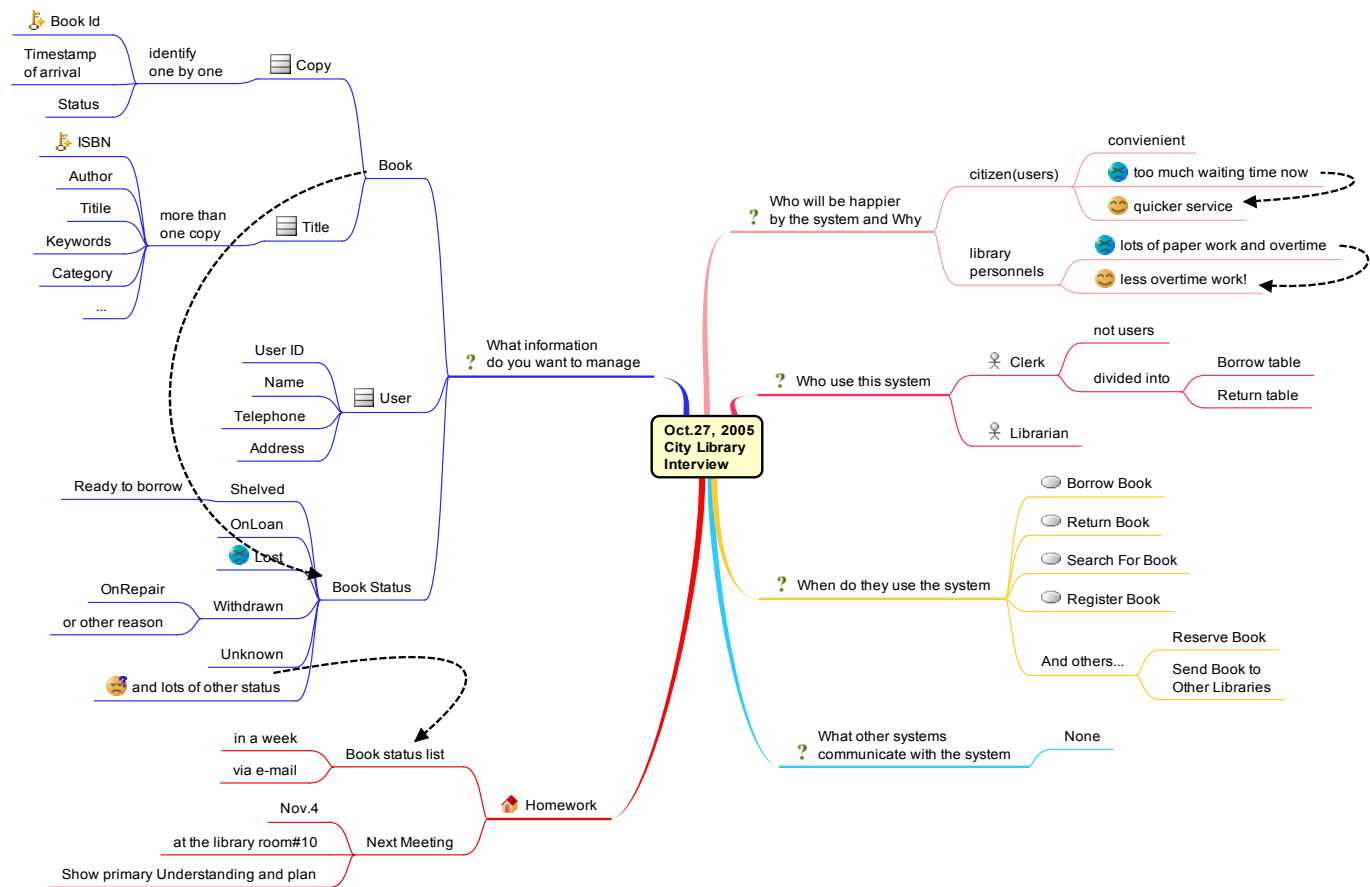 Oct.27, 2005
City Library
Interview
What information
do you want to manage
Book
Copy
identify
one by one
Book Id
Timestamp
of arrival
Status
Title
more than
one copy
ISBN
Author
Titile
Keywords
Category
...
User
User ID
Name
Telephone
Address
Book Status
Shelved
Ready to borrow
OnLoan
Lost
Withdrawn
OnRepair
or other reason
Unknown
and lots of other status
Homework
Book status list
in a week
via e-mail
Next Meeting
Nov.4
at the library room#10
Show primary Understanding and plan
Who will be happier
by the system and Why
citizen(users)
convienient
too much waiting time now
quicker service
library
personnels
lots of paper work and overtime
less overtime work!
Who use this system
Clerk
not users
divided into
Borrow table
Return table
Librarian
When do they use the system
Borrow Book
Return Book
Search For Book
Register Book
And others...
Reserve Book
Send Book to
Other Libraries
What other systems
communicate with the system
None